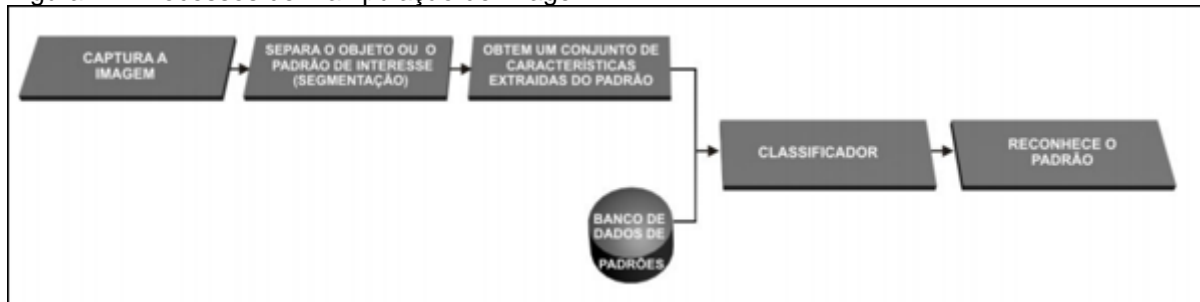 CAPTURA A
IMAGEM
SEPARA O OBJETO OU O
PADRÃO DE INTERESSE
(SEGMENTAÇÃO)
OBTEM UM CONJUNTO DE
CARACTERÍSTICAS
EXTRAIDAS DO PADRÃO
CLASSIFICADOR
RECONHECE O
PADRÃO
BANCO DE
DADOS DE
PADRÕES